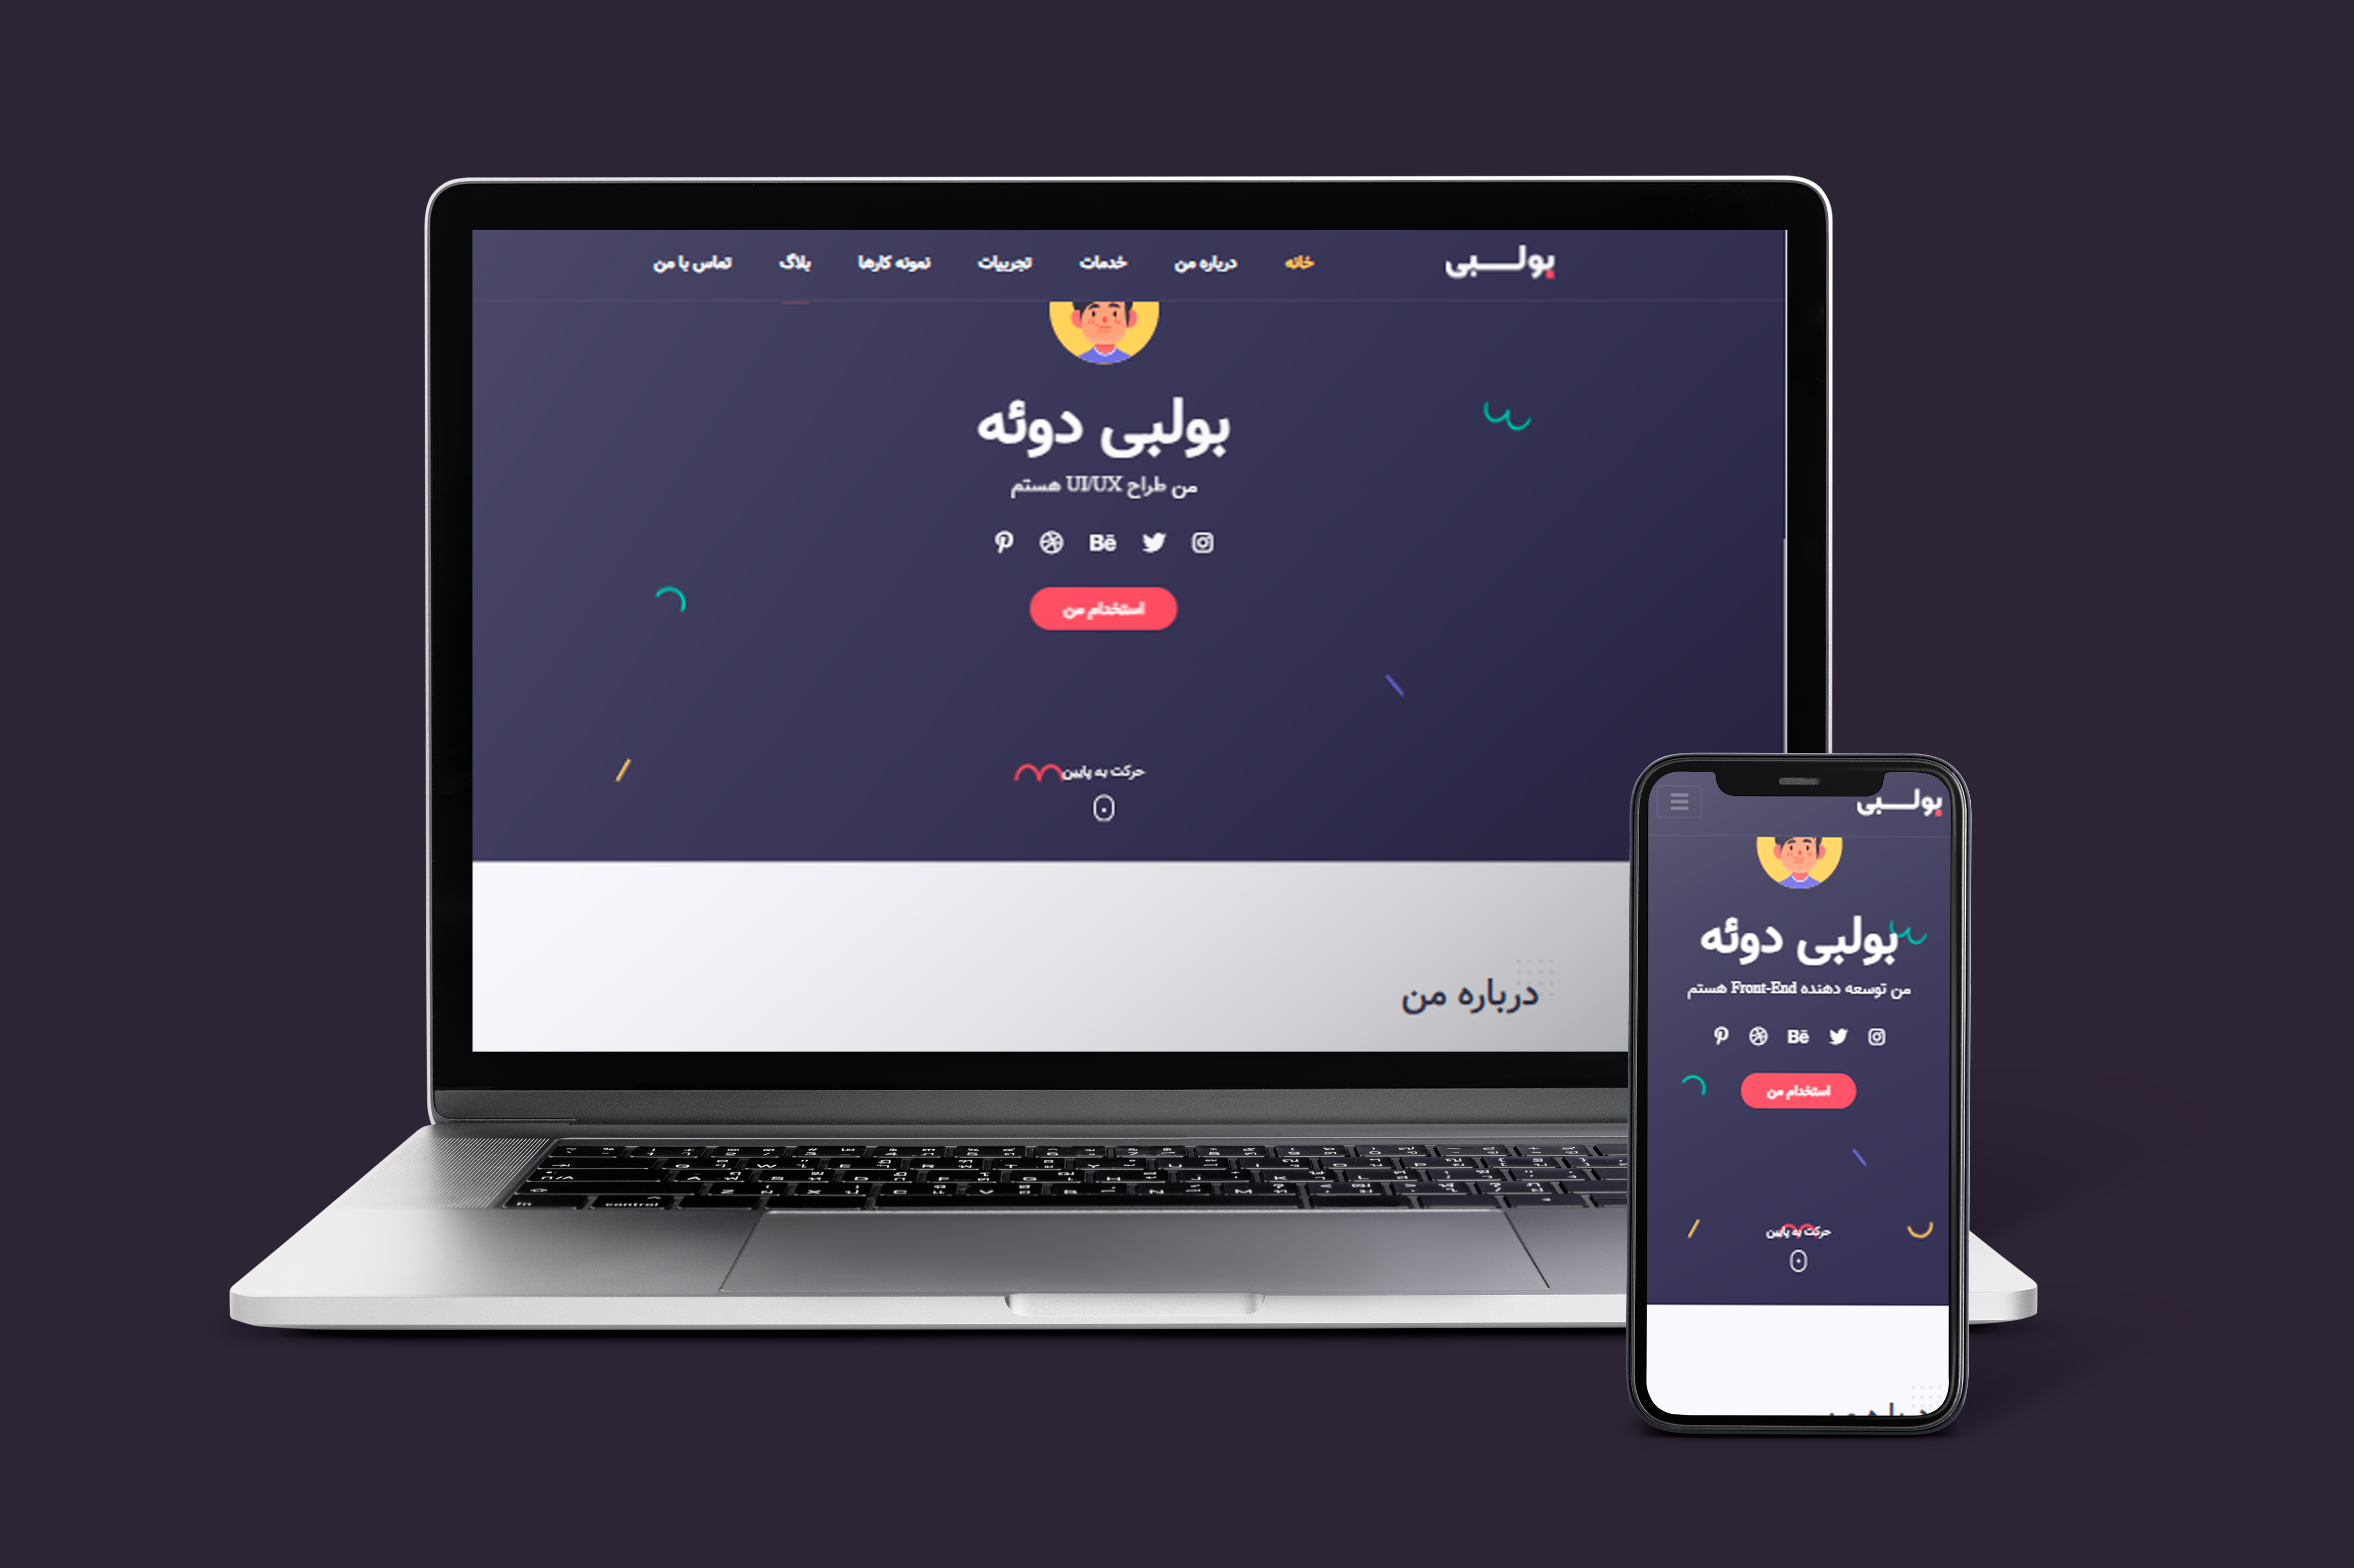 بولـــبی
خانه درباره من خدمات تجربیات نمونه کارها بلاگ تماس با من
بولبی دوئه
من طراح UI/UX هستم
Bē
استخدام من
حرکت به پایین
درباره من
بولـــبی
بولبی دوئه
من توسعه دهنده Front-End هستم
Bē
استخدام من
حرکت به پایین
Q W E R T Y U I O P
A S D F G H J K L
Z X C V B N M
fn control